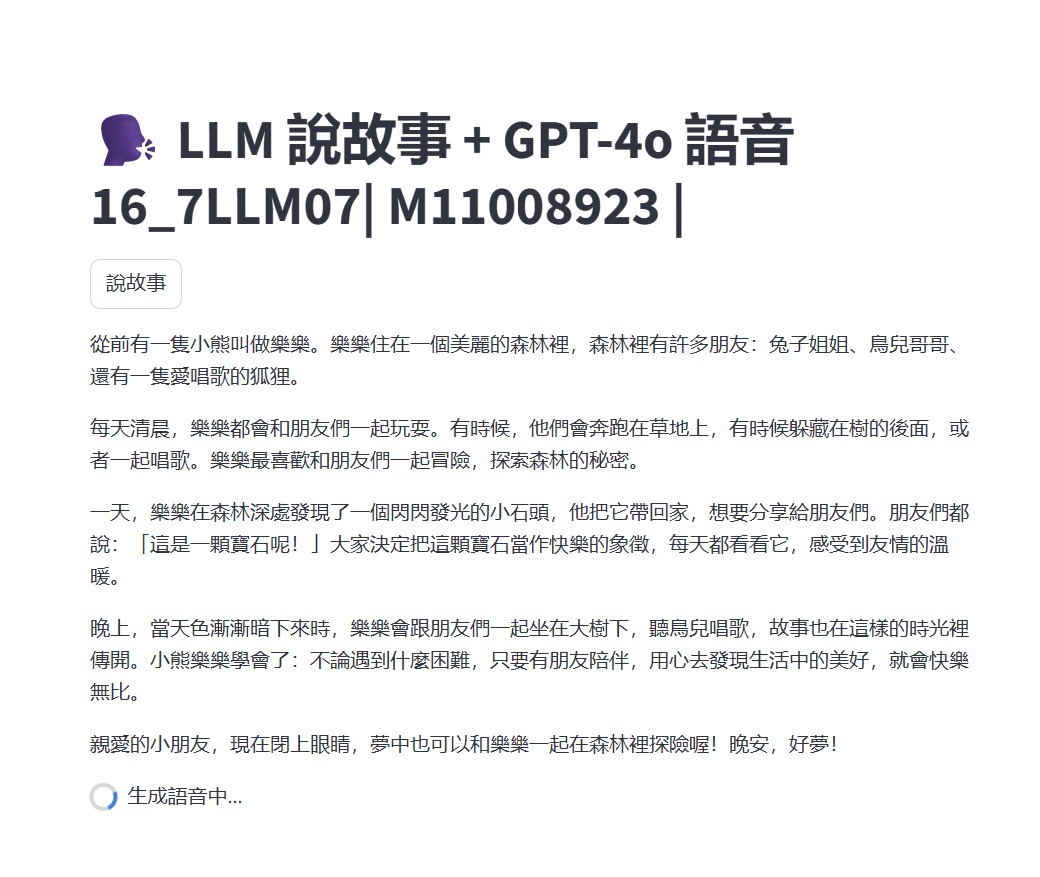 LLM 說故事 + GPT-4o 語音
16_7LLM07| M11008923 |
說故事
從前有一隻小熊叫做樂樂。樂樂住在一個美麗的森林裡，森林裡有許多朋友：兔子姐姐、鳥兒哥哥、
還有一隻愛唱歌的狐狸。
每天清晨，樂樂都會和朋友們一起玩耍。有時候，他們會奔跑在草地上，有時候躲藏在樹的後面，或
者一起唱歌。樂樂最喜歡和朋友們一起冒險，探索森林的秘密。
一天，樂樂在森林深處發現了一個閃閃發光的小石頭，他把它帶回家，想要分享給朋友們。朋友們都
說：「這是一顆寶石呢！」大家決定把這顆寶石當作快樂的象徵，每天都看看它，感受到友情的溫
暖。
晚上，當天色漸漸暗下來時，樂樂會跟朋友們一起坐在大樹下，聽鳥兒唱歌，故事也在這樣的時光裡
傳開。小熊樂樂學會了：不論遇到什麼困難，只要有朋友陪伴，用心去發現生活中的美好，就會快樂
無比。
親愛的小朋友，現在閉上眼睛，夢中也可以和樂樂一起在森林裡探險喔！晚安，好夢！
生成語音中...